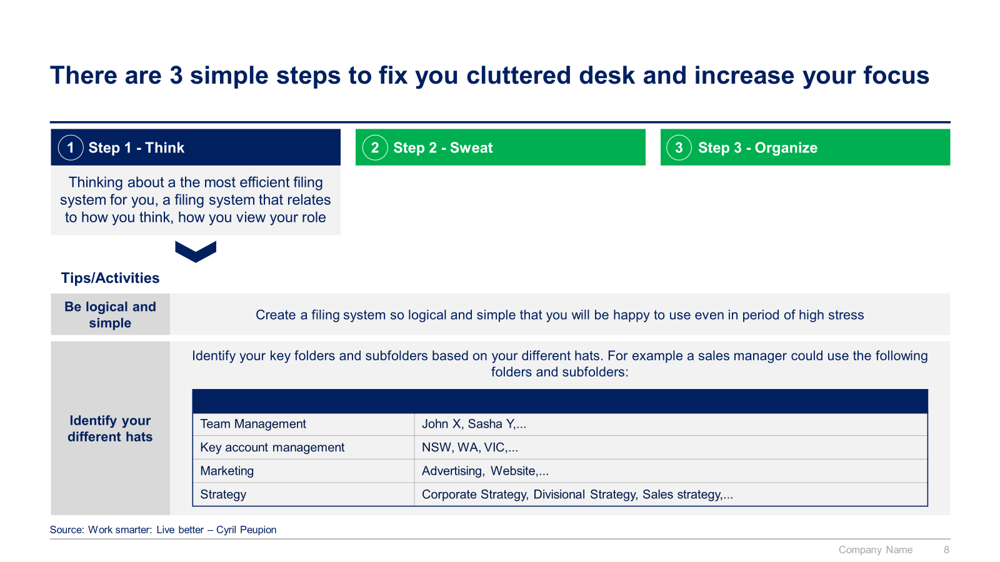 There are 3 simple steps to fix you cluttered desk and increase your focus
1 Step 1 - Think
2 Step 2 - Sweat
3 Step 3 - Organize
Thinking about a the most efficient filing
system for you, a filing system that relates
to how you think, how you view your role
Tips/Activities
Be logical and
simple
Create a filing system so logical and simple that you will be happy to use even in period of high stress
Identify your
different hats
Identify your key folders and subfolders based on your different hats. For example a sales manager could use the following
folders and subfolders:
Team Management John X, Sasha Y,...
Key account management NSW, WA, VIC,...
Marketing Advertising, Website,...
Strategy Corporate Strategy, Divisional Strategy, Sales strategy,...
Source: Work smarter: Live better – Cyril Peupion
Company Name 8